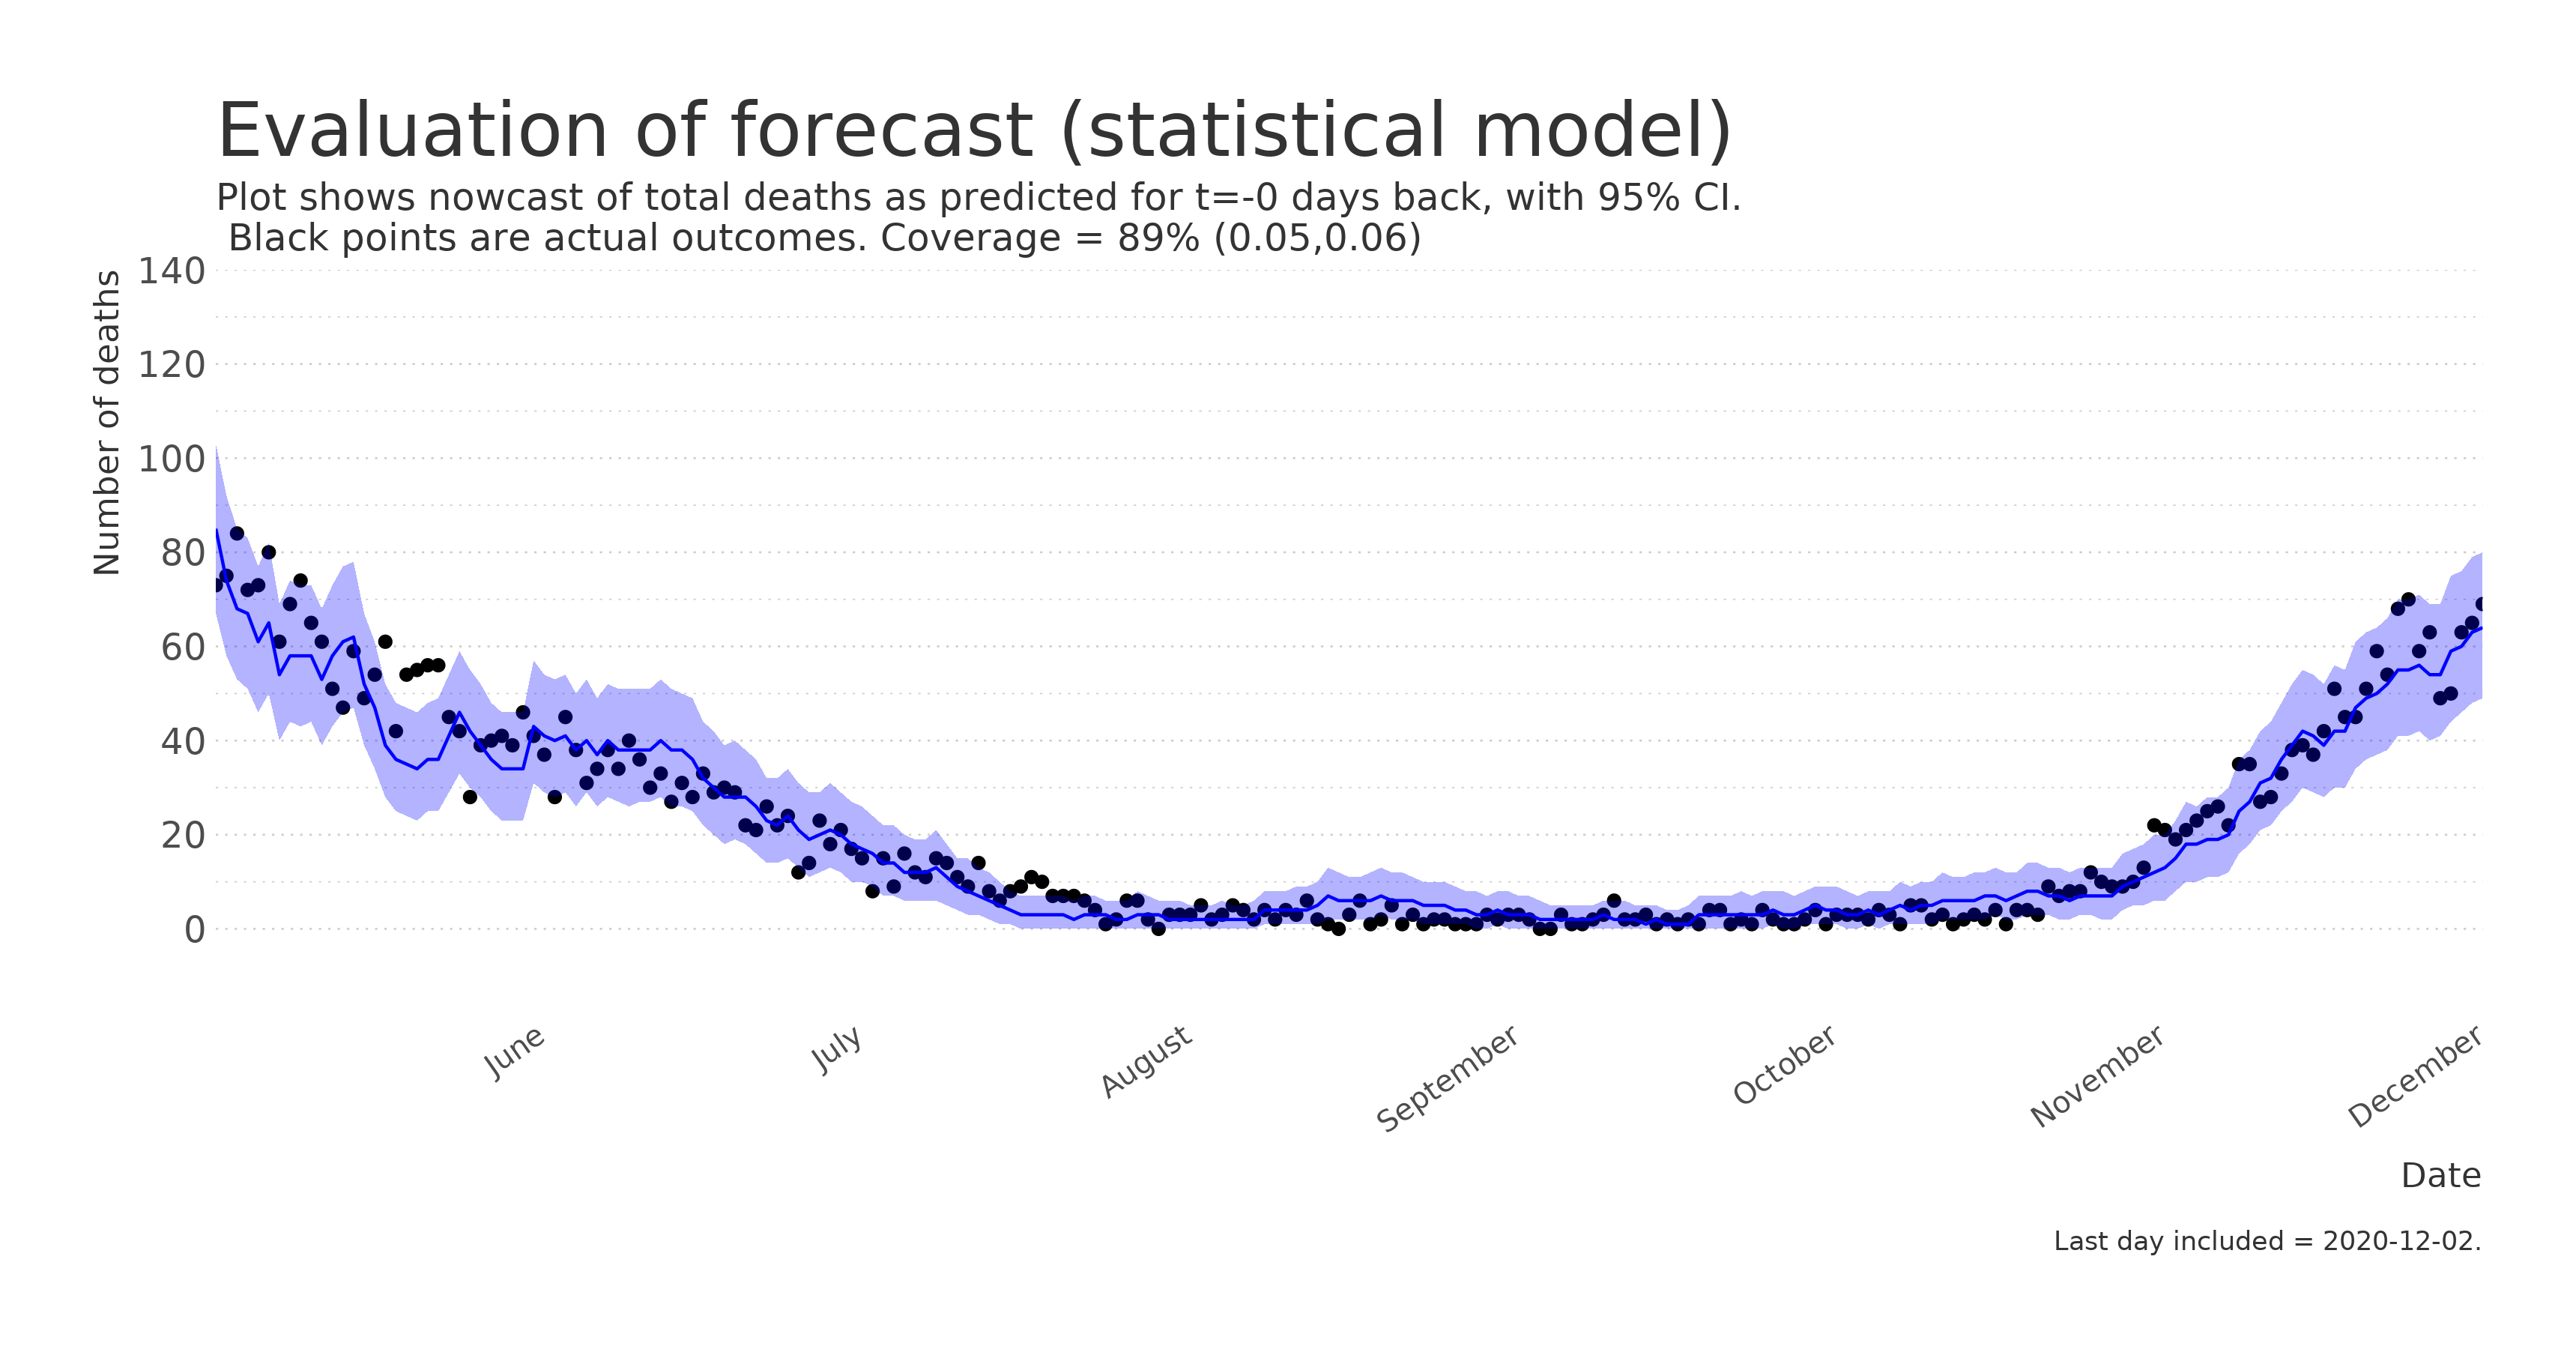 Evaluation of forecast (statistical model)
Plot shows nowcast of total deaths as predicted for t=-0 days back, with 95% CI.
Black points are actual outcomes. Coverage = 89% (0.05,0.06)
Number of deaths
140
120
100
80
60
40
20
0
June
July
August
September
October
November
December
Date
Last day included = 2020-12-02.